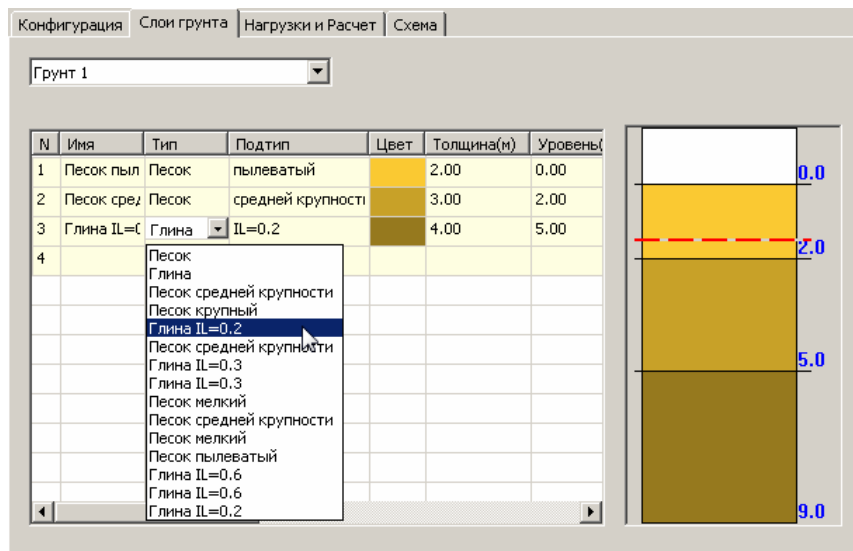 Конфигурация Слои грунта Нагрузки и Расчет Схема
Грунт 1
N Имя Тип Подтип Цвет Толщина(м) Уровень(
1 Песок пыл Песок пылеватый 2.00 0.00
2 Песок сред Песок средней крупности 3.00 2.00
3 Глина IL=0 Глина IL=0.2 4.00 5.00
4
Песок
Глина
Песок средней крупности
Песок крупный
Глина IL=0.2
Песок средней крупности
Глина IL=0.3
Глина IL=0.3
Песок мелкий
Песок средней крупности
Песок мелкий
Песок пылеватый
Глина IL=0.6
Глина IL=0.6
Глина IL=0.2
0.0
2.0
5.0
9.0